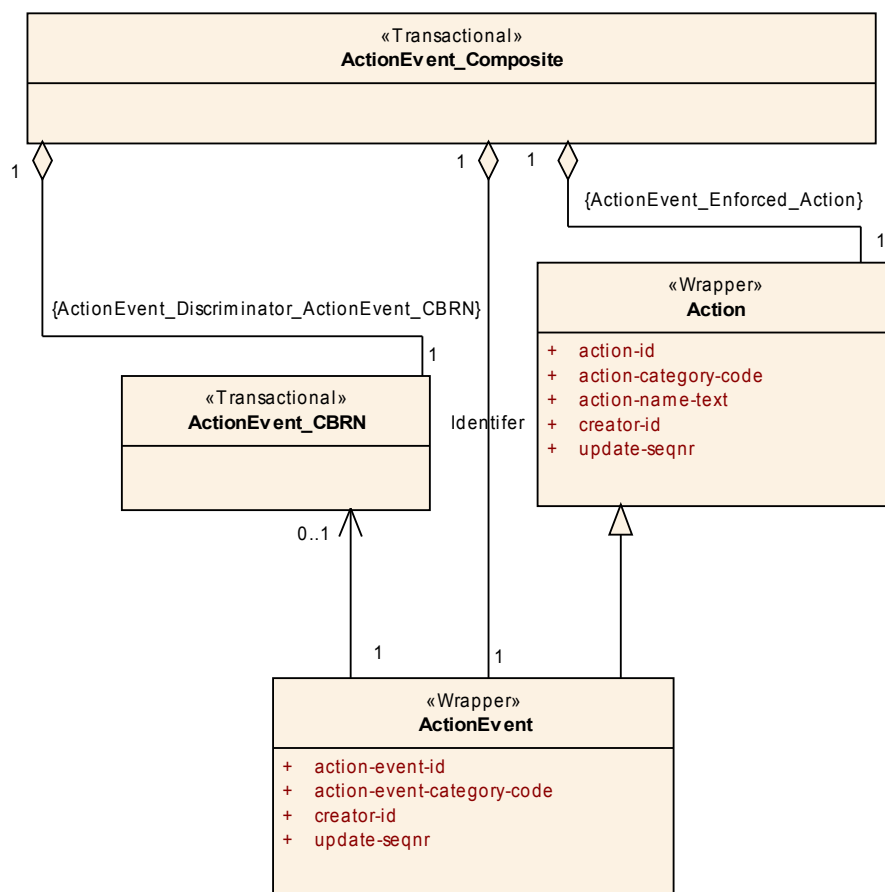 «Transactional»
ActionEvent_Composite
1
1
1
{ActionEvent_Enforced_Action}
1
«Wrapper»
Action
+ action-id
+ action-category-code
+ action-name-text
+ creator-id
+ update-seqnr
{ActionEvent_Discriminator_ActionEvent_CBRN}
1
«Transactional»
ActionEvent_CBRN
Identifer
0..1
1
1
«Wrapper»
ActionEvent
+ action-event-id
+ action-event-category-code
+ creator-id
+ update-seqnr